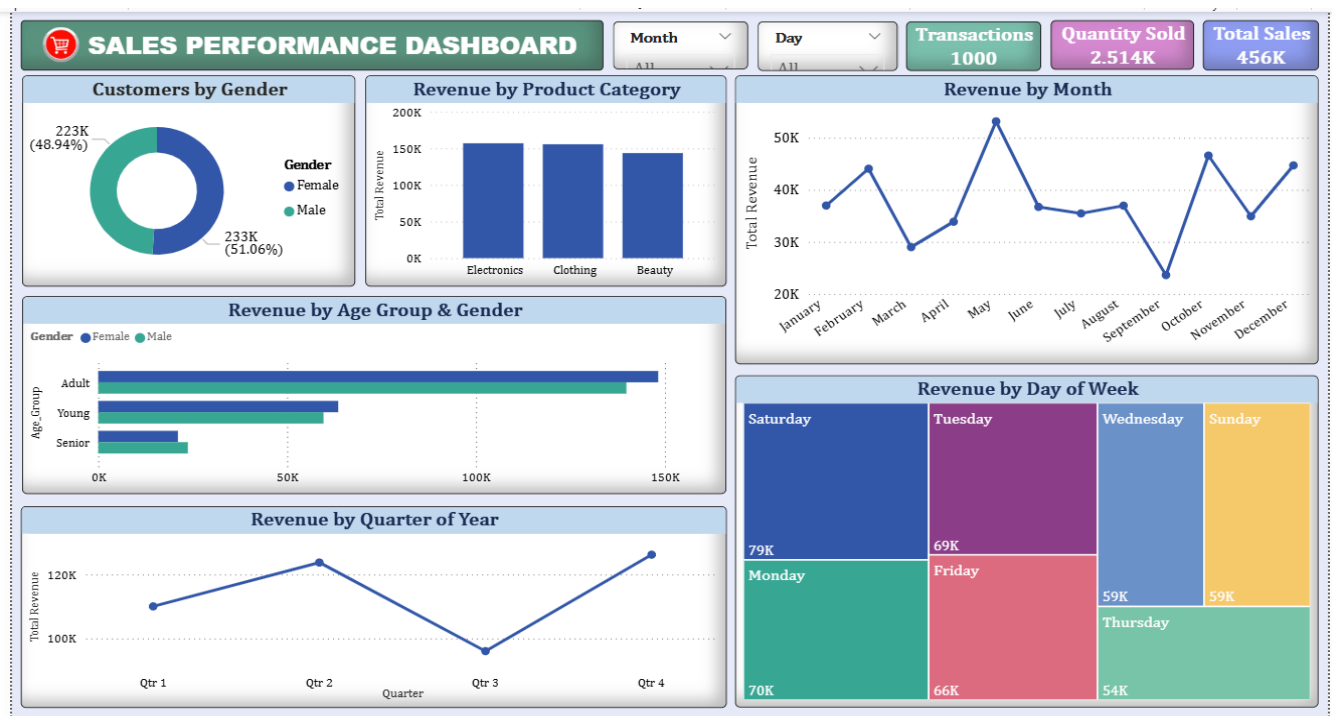 SALES PERFORMANCE DASHBOARD
Month
All
Day
All
Transactions
1000
Quantity Sold
2.514K
Total Sales
456K
Customers by Gender
223K
(48.94%)
233K
(51.06%)
Gender
Female
Male
Revenue by Product Category
Total Revenue
200K
150K
100K
50K
0K
Electronics
Clothing
Beauty
Revenue by Month
Total Revenue
50K
40K
30K
20K
January
February
March
April
May
June
July
August
September
October
November
December
Revenue by Age Group & Gender
Gender Female Male
Age_Group
Adult
Young
Senior
0K
50K
100K
150K
Revenue by Quarter of Year
Total Revenue
120K
100K
Qtr 1
Qtr 2
Qtr 3
Qtr 4
Quarter
Revenue by Day of Week
Saturday
79K
Monday
70K
Tuesday
69K
Friday
66K
Wednesday
59K
Sunday
59K
Thursday
54K